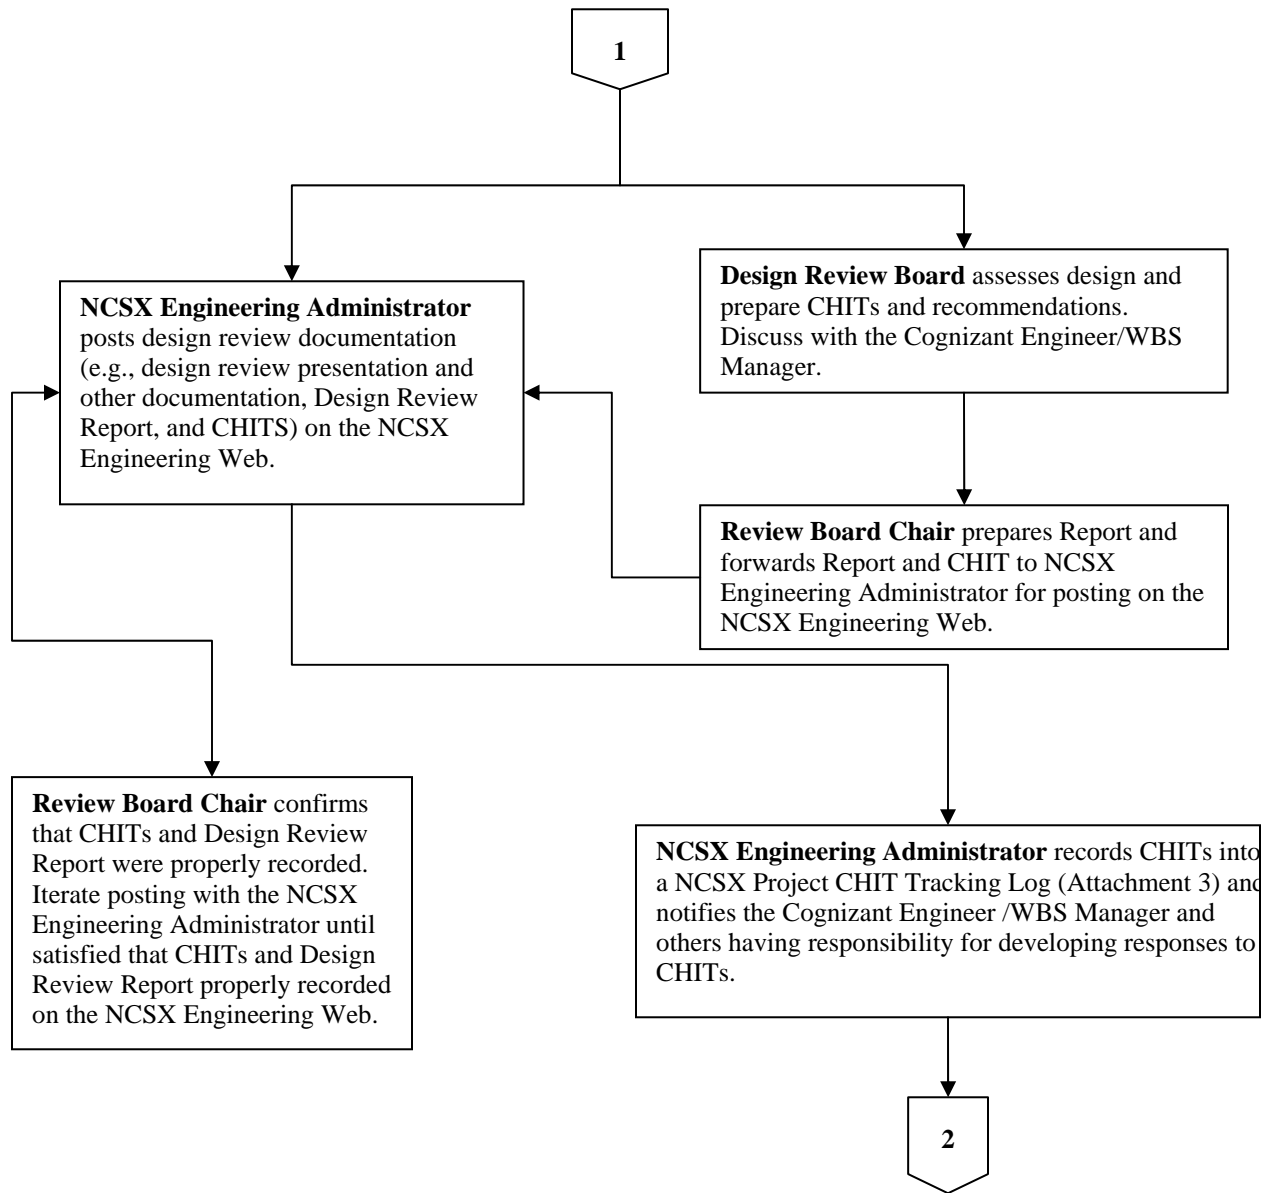 1
NCSX Engineering Administrator
posts design review documentation
(e.g., design review presentation and
other documentation, Design Review
Report, and CHITS) on the NCSX
Engineering Web.
Design Review Board assesses design and
prepare CHITs and recommendations.
Discuss with the Cognizant Engineer/WBS
Manager.
Review Board Chair prepares Report and
forwards Report and CHIT to NCSX
Engineering Administrator for posting on the
NCSX Engineering Web.
Review Board Chair confirms
that CHITs and Design Review
Report were properly recorded.
Iterate posting with the NCSX
Engineering Administrator until
satisfied that CHITs and Design
Review Report properly recorded
on the NCSX Engineering Web.
NCSX Engineering Administrator records CHITs into
a NCSX Project CHIT Tracking Log (Attachment 3) and
notifies the Cognizant Engineer /WBS Manager and
others having responsibility for developing responses to
CHITs.
2